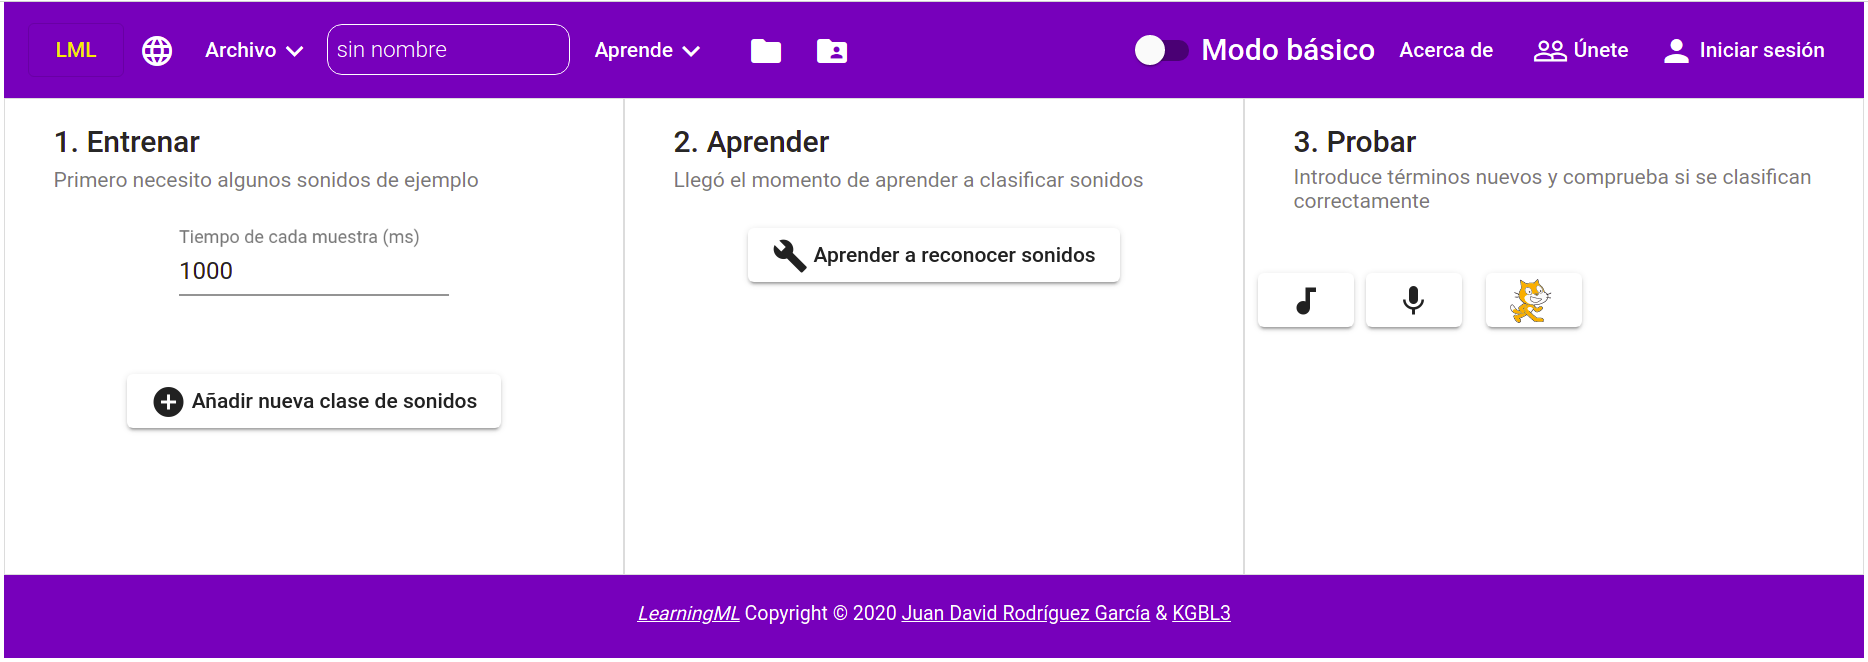 LML
Archivo
sin nombre
Aprende
Modo básico
Acerca de
Únete
Iniciar sesión
1. Entrenar
Primero necesito algunos sonidos de ejemplo
Tiempo de cada muestra (ms)
1000
Añadir nueva clase de sonidos
2. Aprender
Llegó el momento de aprender a clasificar sonidos
Aprender a reconocer sonidos
3. Probar
Introduce términos nuevos y comprueba si se clasifican
correctamente
LearningML Copyright © 2020 Juan David Rodríguez García & KGBL3